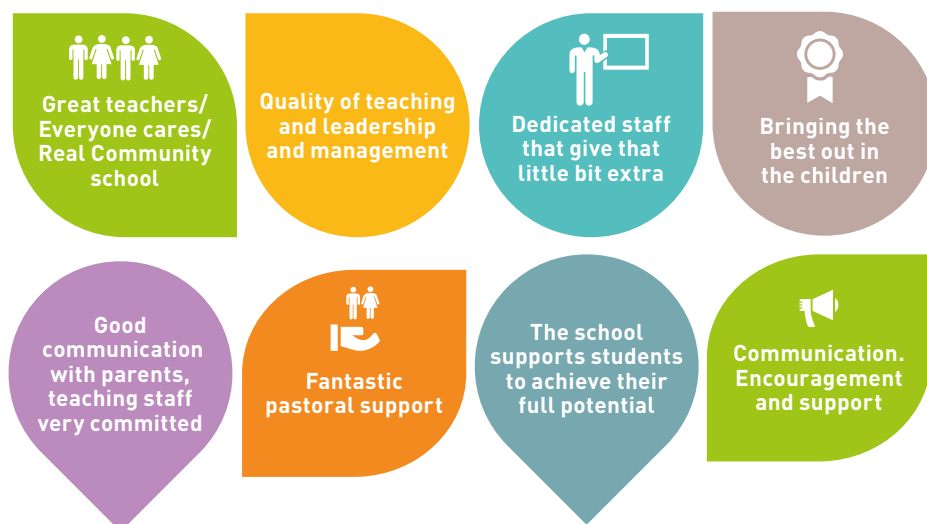 Great teachers/
Everyone cares/
Real Community
school
Quality of teaching
and leadership
and management
Dedicated staff
that give that
little bit extra
Bringing the
best out in
the children
Good
communication
with parents,
teaching staff
very committed
Fantastic
pastoral support
The school
supports students
to achieve their
full potential
Communication.
Encouragement
and support